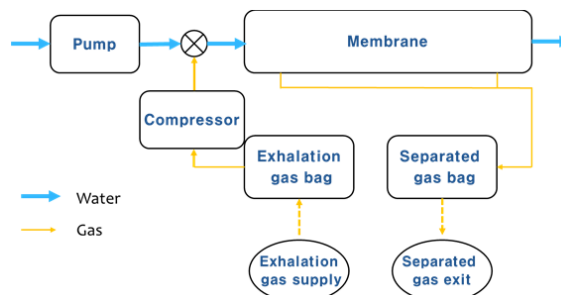 Pump
Membrane
Compressor
Exhalation
gas bag
Separated
gas bag
Water
Gas
Exhalation
gas supply
Separated
gas exit